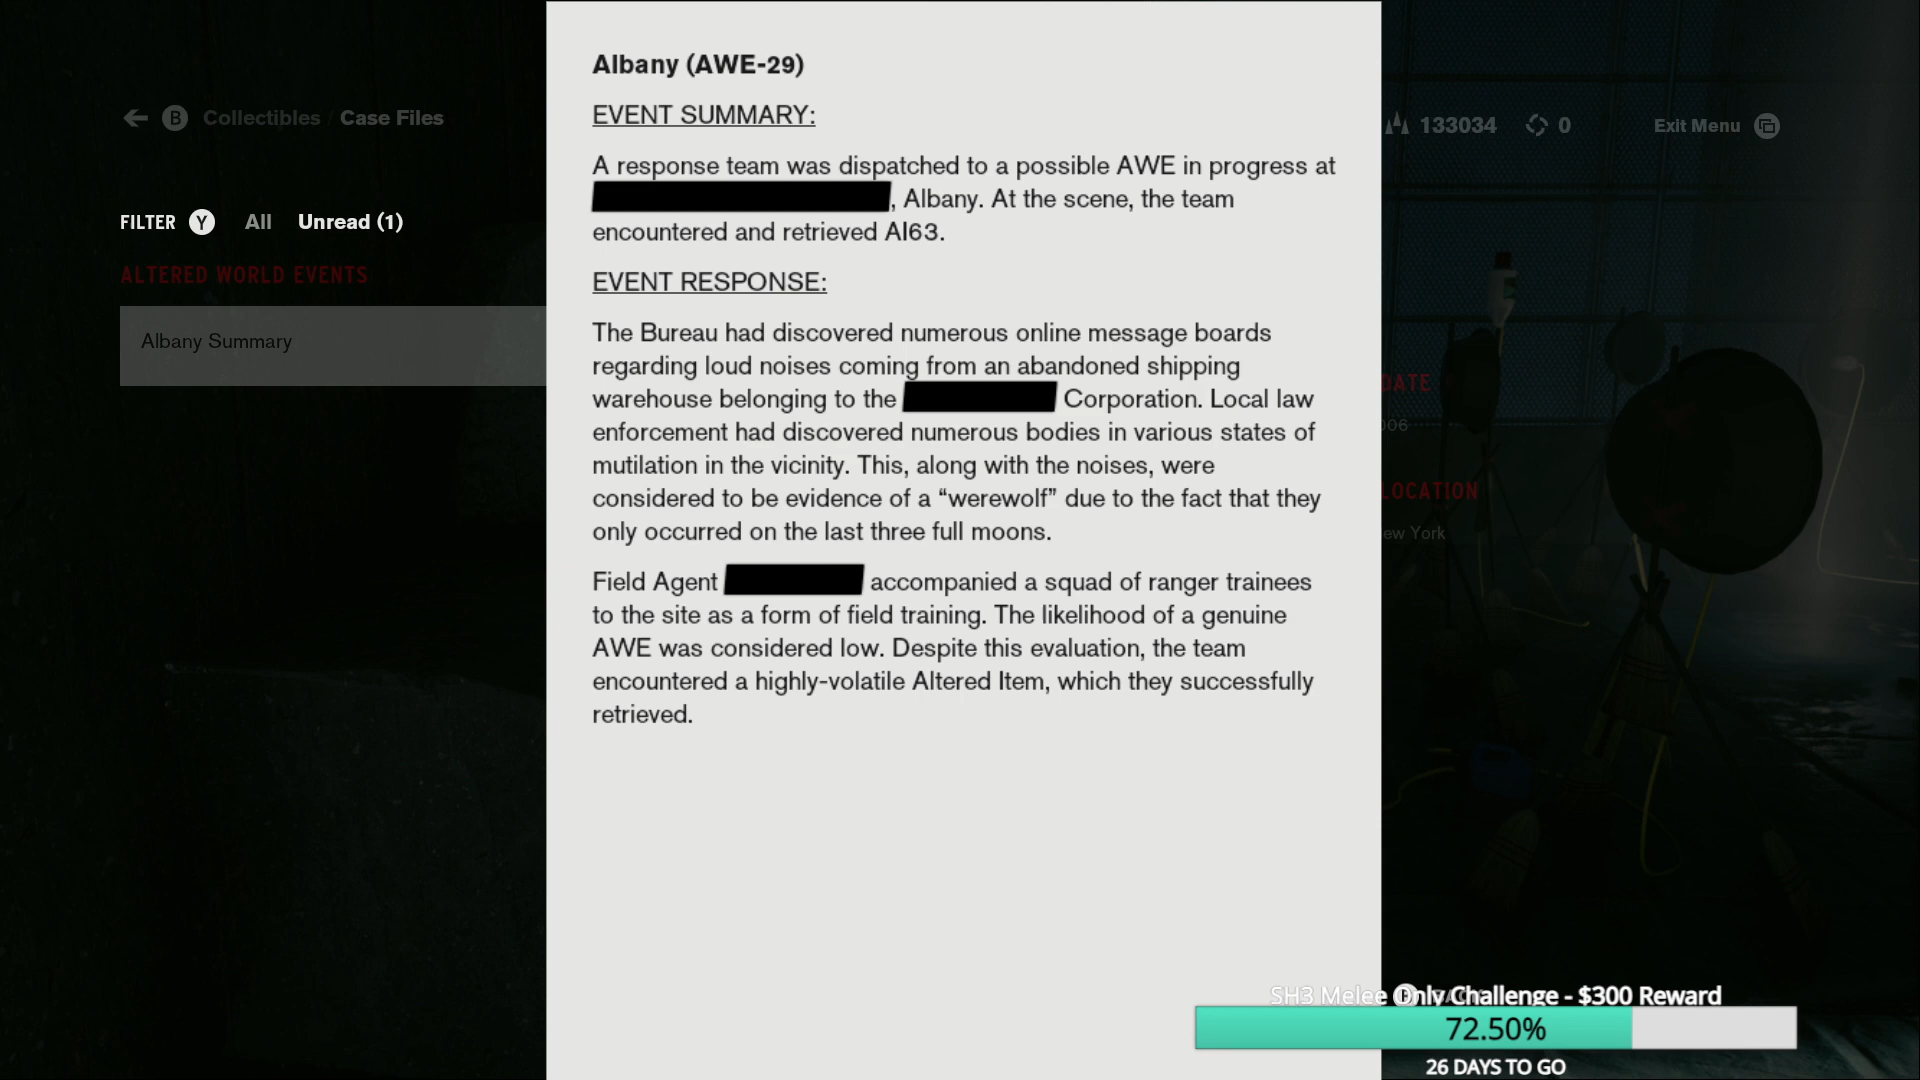 Albany (AWE-29)
EVENT SUMMARY:
A response team was dispatched to a possible AWE in progress at
, Albany. At the scene, the team
encountered and retrieved AI63.
EVENT RESPONSE:
The Bureau had discovered numerous online message boards
regarding loud noises coming from an abandoned shipping
warehouse belonging to the Corporation. Local law
enforcement had discovered numerous bodies in various states of
mutilation in the vicinity. This, along with the noises, were
considered to be evidence of a “werewolf” due to the fact that they
only occurred on the last three full moons.
Field Agent accompanied a squad of ranger trainees
to the site as a form of field training. The likelihood of a genuine
AWE was considered low. Despite this evaluation, the team
encountered a highly-volatile Altered Item, which they successfully
retrieved.
B Collectibles / Case Files
FILTER Y All Unread (1)
ALTERED WORLD EVENTS
Albany Summary
133034 0 Exit Menu
DATE
006
LOCATION
ew York
SH3 Melee Only Challenge - $300 Reward
72.50%
26 DAYS TO GO